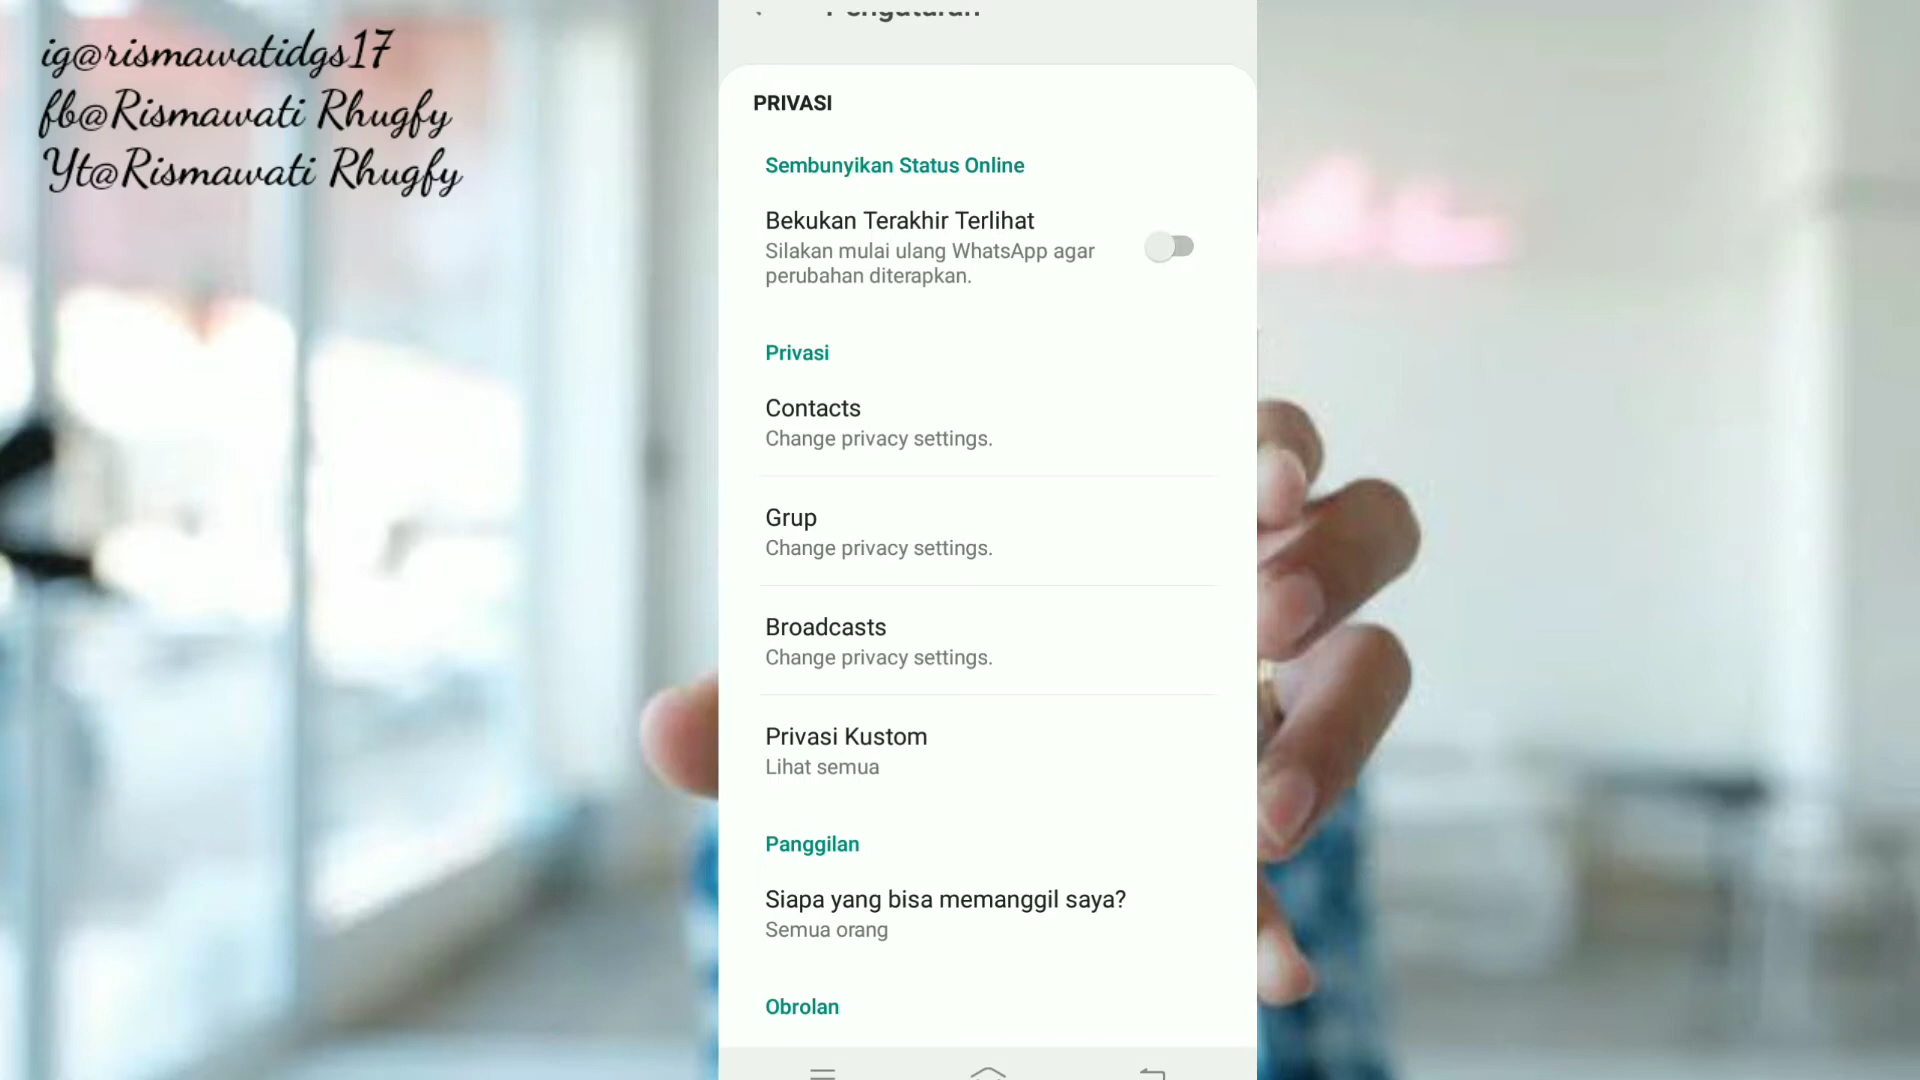 ig@rismawatidgs17
fb@Rismawati Rhugfy
Yt@Rismawati Rhugfy
Pengaturan
PRIVASI
Sembunyikan Status Online
Bekukan Terakhir Terlihat
Silakan mulai ulang WhatsApp agar
perubahan diterapkan.
Privasi
Contacts
Change privacy settings.
Grup
Change privacy settings.
Broadcasts
Change privacy settings.
Privasi Kustom
Lihat semua
Panggilan
Siapa yang bisa memanggil saya?
Semua orang
Obrolan